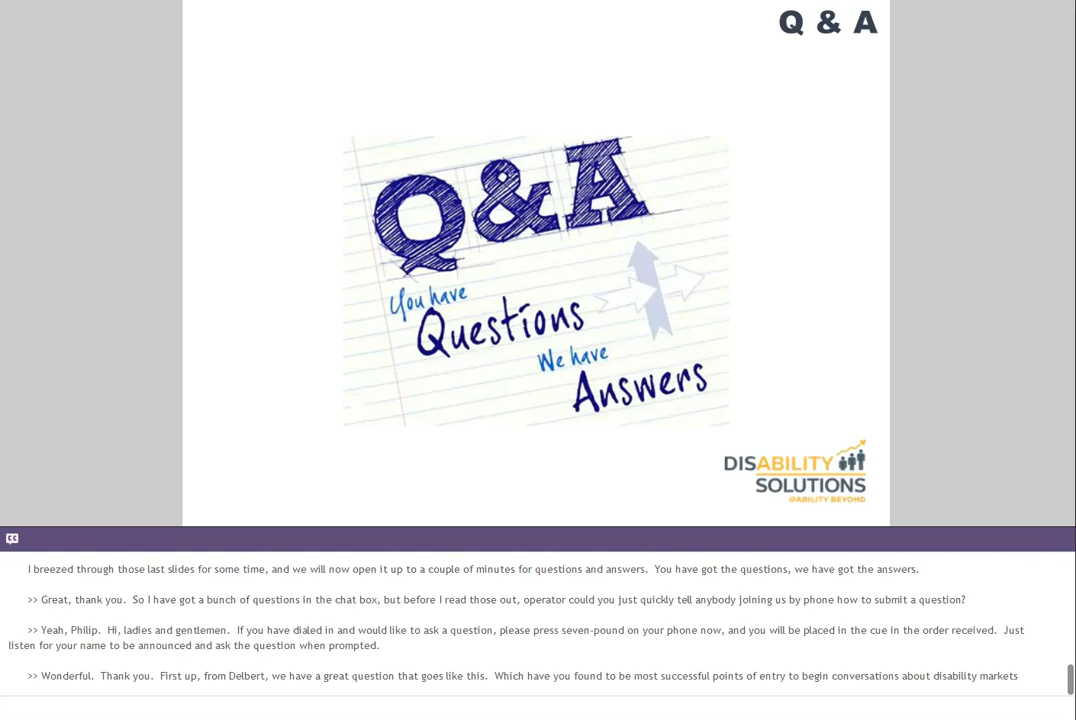 Q & A
Q&A
You have
Questions
We have
Answers
DISABILITY
SOLUTIONS
@ABILITY BEYOND
CC
I breezed through those last slides for some time, and we will now open it up to a couple of minutes for questions and answers.  You have got the questions, we have got the answers.
>> Great, thank you.  So I have got a bunch of questions in the chat box, but before I read those out, operator could you just quickly tell anybody joining us by phone how to submit a question?
>> Yeah, Philip.  Hi, ladies and gentlemen.  If you have dialed in and would like to ask a question, please press seven-pound on your phone now, and you will be placed in the cue in the order received.  Just
listen for your name to be announced and ask the question when prompted.
>> Wonderful.  Thank you.  First up, from Delbert, we have a great question that goes like this.  Which have you found to be most successful points of entry to begin conversations about disability markets